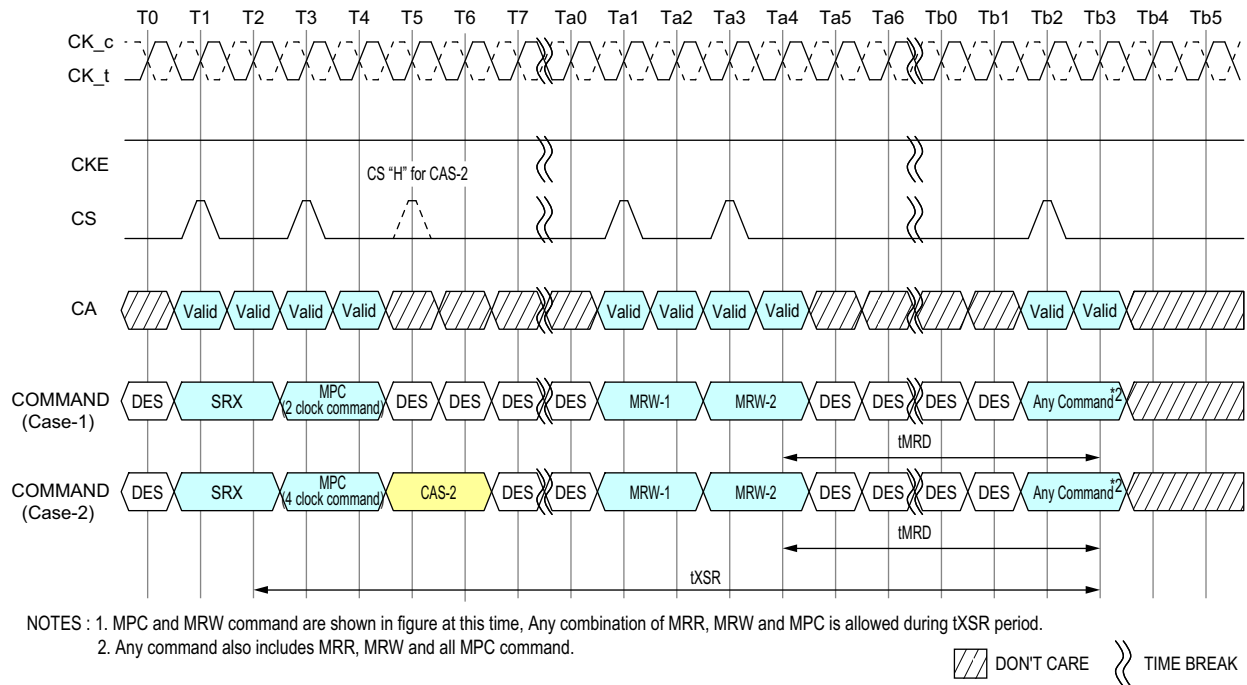 T0 T1 T2 T3 T4 T5 T6 T7 Ta0 Ta1 Ta2 Ta3 Ta4 Ta5 Ta6 Tb0 Tb1 Tb2 Tb3 Tb4 Tb5
CK_c
CK_t
CKE
CS “H” for CAS-2
CS
CA Valid Valid Valid Valid Valid Valid Valid Valid Valid Valid
COMMAND
(Case-1)
DES SRX MPC
(2 clock command) DES DES DES DES MRW-1 MRW-2 DES DES DES DES Any Command*2
tMRD
COMMAND
(Case-2)
DES SRX MPC
(4 clock command) CAS-2 DES DES MRW-1 MRW-2 DES DES DES DES Any Command*2
tMRD
tXSR
NOTES : 1. MPC and MRW command are shown in figure at this time, Any combination of MRR, MRW and MPC is allowed during tXSR period.
2. Any command also includes MRR, MRW and all MPC command.
DON'T CARE TIME BREAK